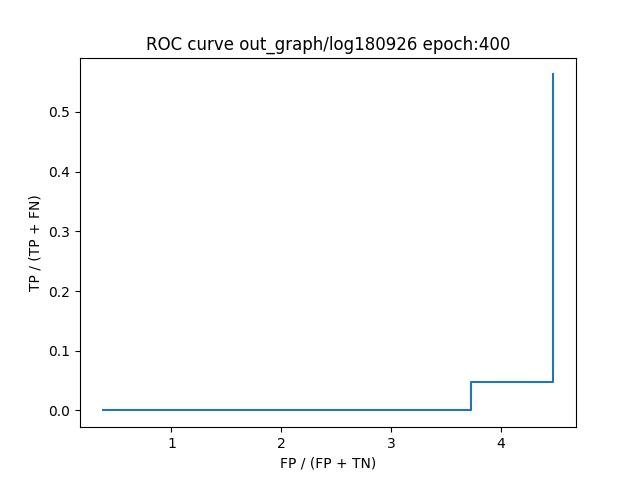 ROC curve out_graph/log180926 epoch:400
TP / (TP + FN)
0.5
0.4
0.3
0.2
0.1
0.0
1 2 3 4
FP / (FP + TN)